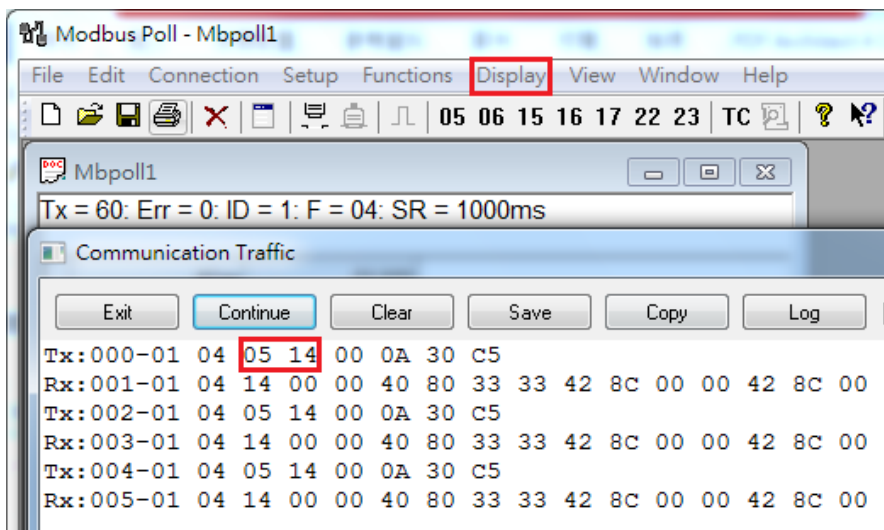 Modbus Poll - Mbpoll1
File Edit Connection Setup Functions Display View Window Help
05 06 15 16 17 22 23 TC
Mbpoll1
Tx = 60: Err = 0: ID = 1: F = 04: SR = 1000ms
Communication Traffic
Exit Continue Clear Save Copy Log
Tx:000-01 04 05 14 00 0A 30 C5
Rx:001-01 04 14 00 00 40 80 33 33 42 8C 00 00 42 8C 00
Tx:002-01 04 05 14 00 0A 30 C5
Rx:003-01 04 14 00 00 40 80 33 33 42 8C 00 00 42 8C 00
Tx:004-01 04 05 14 00 0A 30 C5
Rx:005-01 04 14 00 00 40 80 33 33 42 8C 00 00 42 8C 00